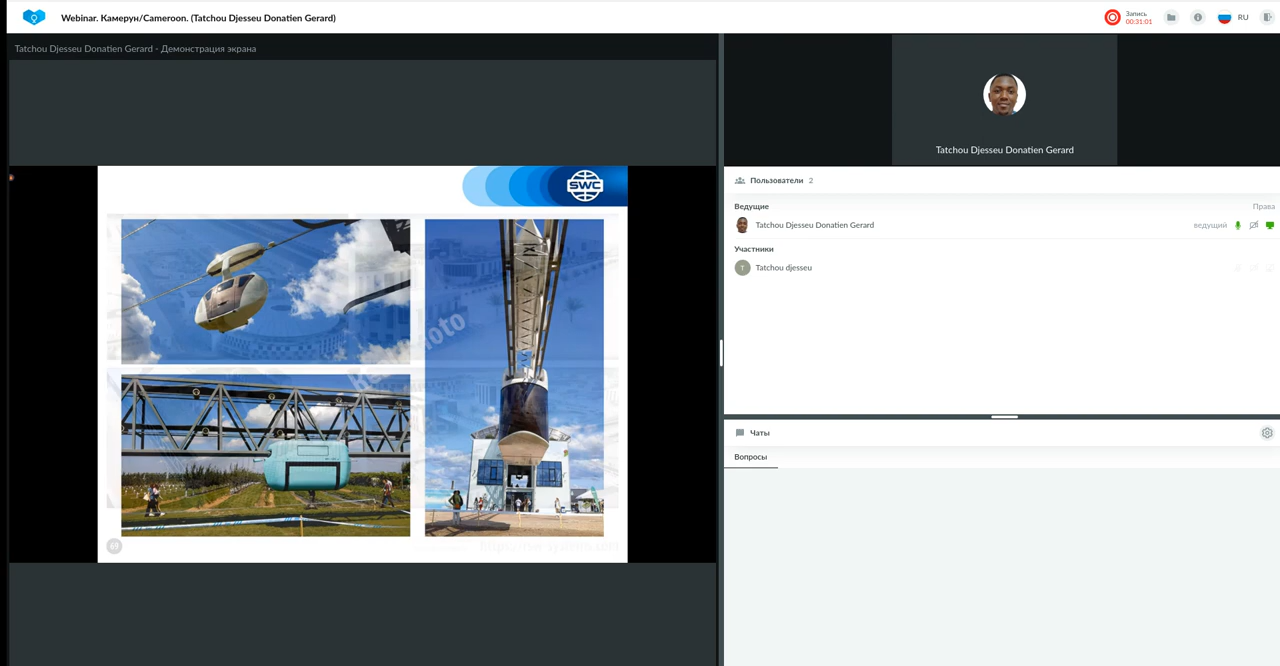 Webinar. Камерун/Cameroon. (Tatchou Djesseu Donatien Gerard)
Запись
00:31:01
RU
Tatchou Djesseu Donatien Gerard - Демонстрация экрана
SWC
69
Tatchou Djesseu Donatien Gerard
Пользователи 2
Ведущие
Права
Tatchou Djesseu Donatien Gerard
ведущий
Участники
T
Tatchou djesseu
Чаты
Вопросы